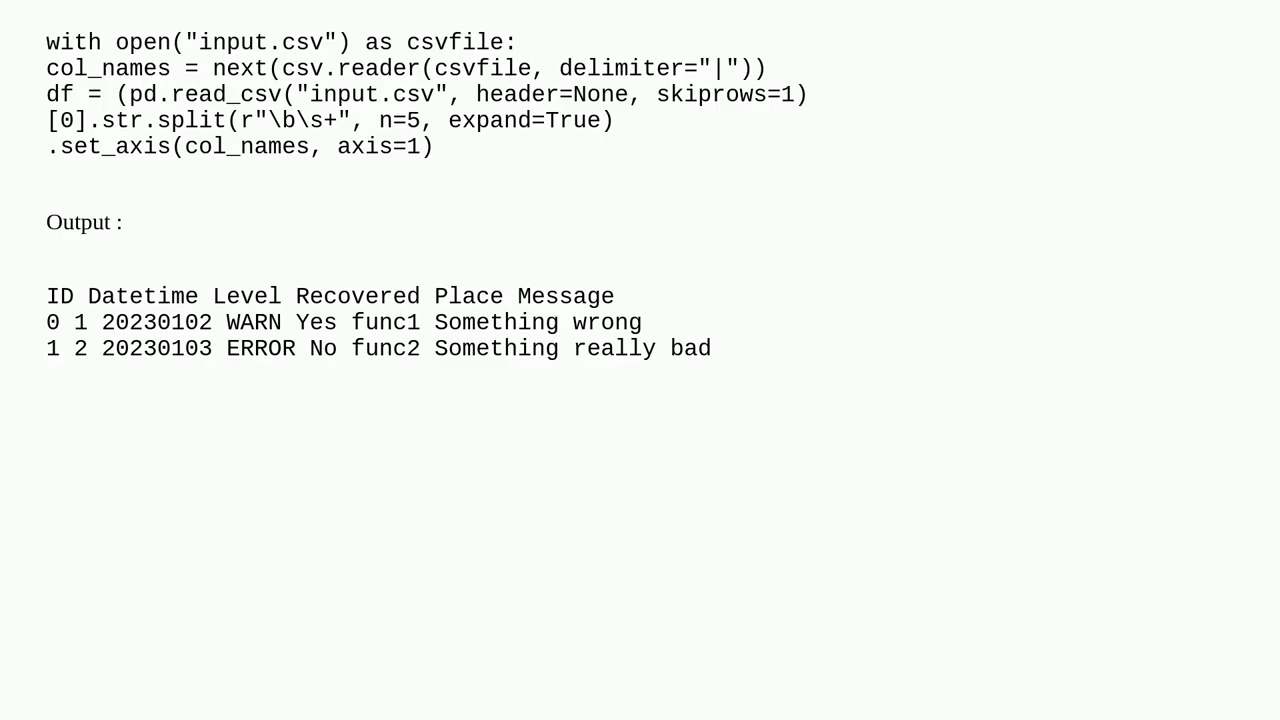 with open("input.csv") as csvfile:
col_names = next(csv.reader(csvfile, delimiter="|"))
df = (pd.read_csv("input.csv", header=None, skiprows=1)
[0].str.split(r"\b\s+", n=5, expand=True)
.set_axis(col_names, axis=1)
Output :
ID Datetime Level Recovered Place Message
0 1 20230102 WARN Yes func1 Something wrong
1 2 20230103 ERROR No func2 Something really bad